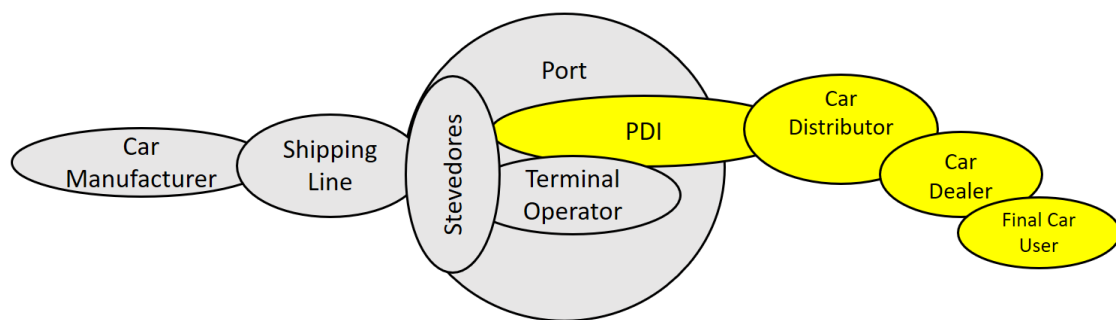 Car
Manufacturer
Shipping
Line
Stevedores
Port
PDI
Terminal
Operator
Car
Distributor
Car
Dealer
Final Car
User